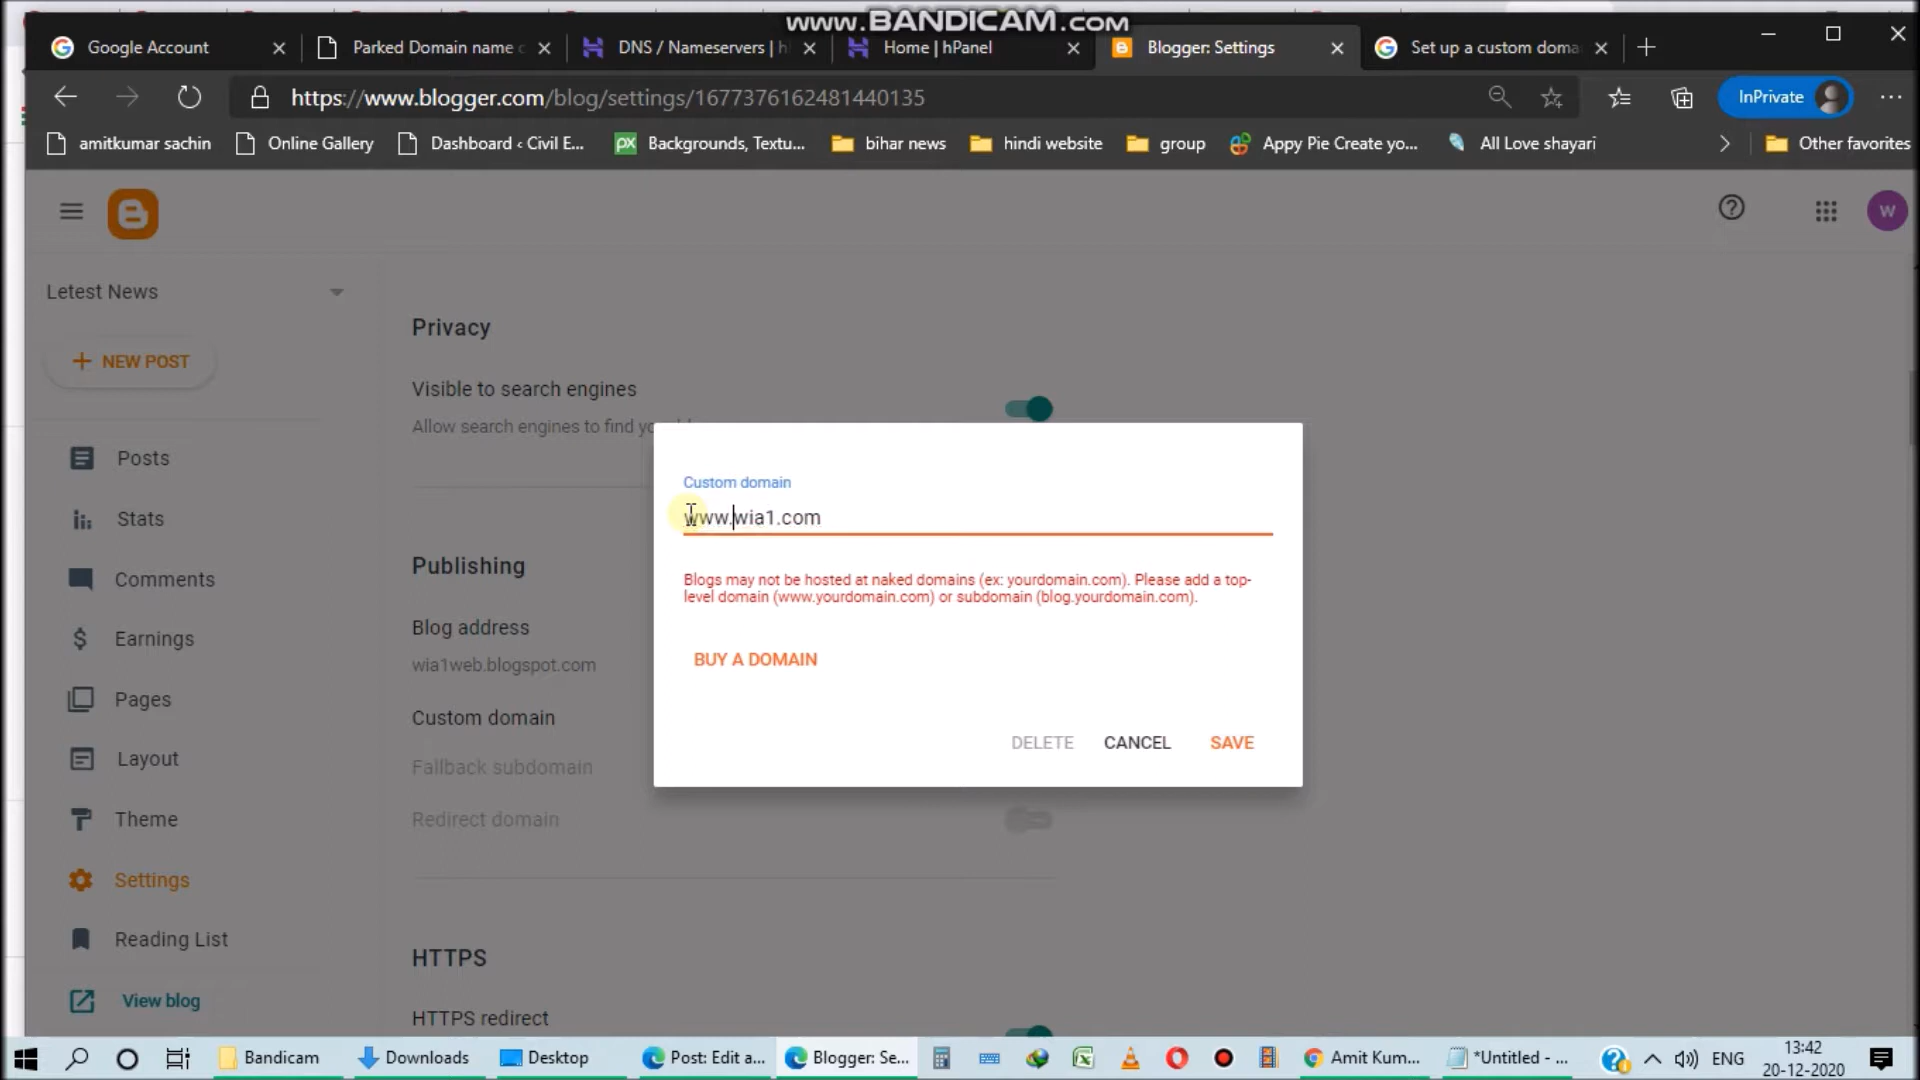 www.BANDICAM.com
Google Account
Parked Domain name c
DNS / Nameservers | h
Home | hPanel
Blogger: Settings
Set up a custom doma
https://www.blogger.com/blog/settings/1677376162481440135
InPrivate
amitkumar sachin
Online Gallery
Dashboard ‹ Civil E...
px
Backgrounds, Textu...
bihar news
hindi website
group
Appy Pie Create yo...
All Love shayari
Other favorites
W
Letest News
NEW POST
Posts
Stats
Comments
Earnings
Pages
Layout
Theme
Settings
Reading List
View blog
Privacy
Visible to search engines
Allow search engines to find yo
Publishing
Blog address
wia1web.blogspot.com
Custom domain
Fallback subdomain
Redirect domain
HTTPS
HTTPS redirect
Custom domain
www.wia1.com
Blogs may not be hosted at naked domains (ex: yourdomain.com). Please add a top-
level domain (www.yourdomain.com) or subdomain (blog.yourdomain.com).
BUY A DOMAIN
DELETE
CANCEL
SAVE
Bandicam
Downloads
Desktop
Post: Edit a...
Blogger: Se...
Amit Kum...
*Untitled - ...
ENG
13:42
20-12-2020